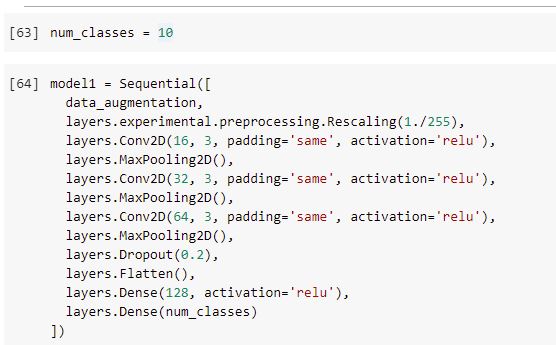 [63] num_classes = 10
[64] model1 = Sequential([
data_augmentation,
layers.experimental.preprocessing.Rescaling(1./255),
layers.Conv2D(16, 3, padding='same', activation='relu'),
layers.MaxPooling2D(),
layers.Conv2D(32, 3, padding='same', activation='relu'),
layers.MaxPooling2D(),
layers.Conv2D(64, 3, padding='same', activation='relu'),
layers.MaxPooling2D(),
layers.Dropout(0.2),
layers.Flatten(),
layers.Dense(128, activation='relu'),
layers.Dense(num_classes)
])